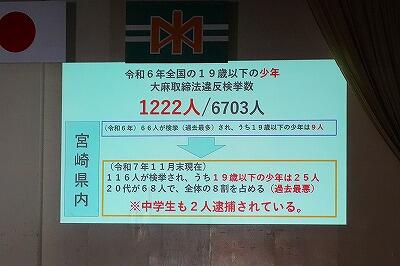 令和６年全国の１９歳以下の少年
大麻取締法違反検挙数
1222人/6703人
宮崎県内
（令和６年）６６人が検挙（過去最多）され、うち１９歳以下の少年は９人
（令和７年１１月末現在）
１１６人が検挙され、うち１９歳以下の少年は２５人
２０代が６８人で、全体の８割を占める（過去最悪）
※中学生も２人逮捕されている。